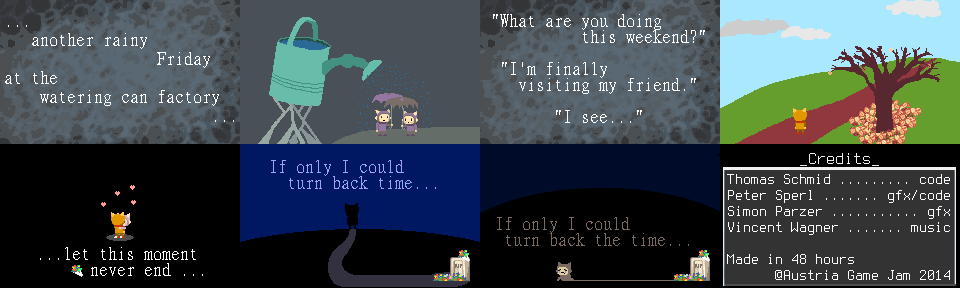 ...
another rainy
Friday
at the
watering can factory
...
"What are you doing
this weekend?"
"I'm finally
visiting my friend."
"I see..."
...let this moment
never end ...
If only I could
turn back time...
If only I could
turn back the time...
_Credits_
Thomas Schmid ......... code
Peter Sperl ....... gfx/code
Simon Parzer ........... gfx
Vincent Wagner ....... music
Made in 48 hours
@Austria Game Jam 2014